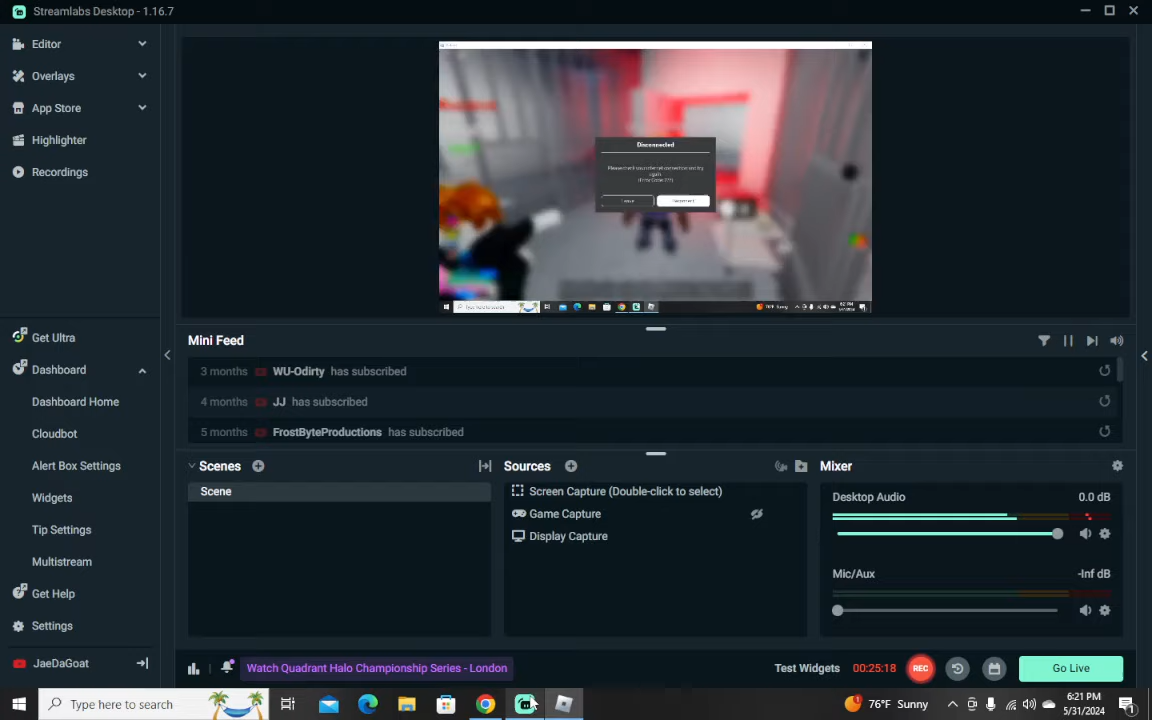 Streamlabs Desktop - 1.16.7
Editor
Overlays
App Store
Highlighter
Recordings
Disconnected
Get Ultra
Dashboard
Dashboard Home
Cloudbot
Alert Box Settings
Widgets
Tip Settings
Multistream
Get Help
Settings
JaeDaGoat
Mini Feed
3 months WU-Odirty has subscribed
4 months JJ has subscribed
5 months FrostByteProductions has subscribed
Scenes
Scene
Sources
Screen Capture (Double-click to select)
Game Capture
Display Capture
Mixer
Desktop Audio 0.0 dB
Mic/Aux -Inf dB
Watch Quadrant Halo Championship Series - London
Test Widgets 00:25:18 REC Go Live
Type here to search
76°F Sunny
6:21 PM
5/31/2024
1